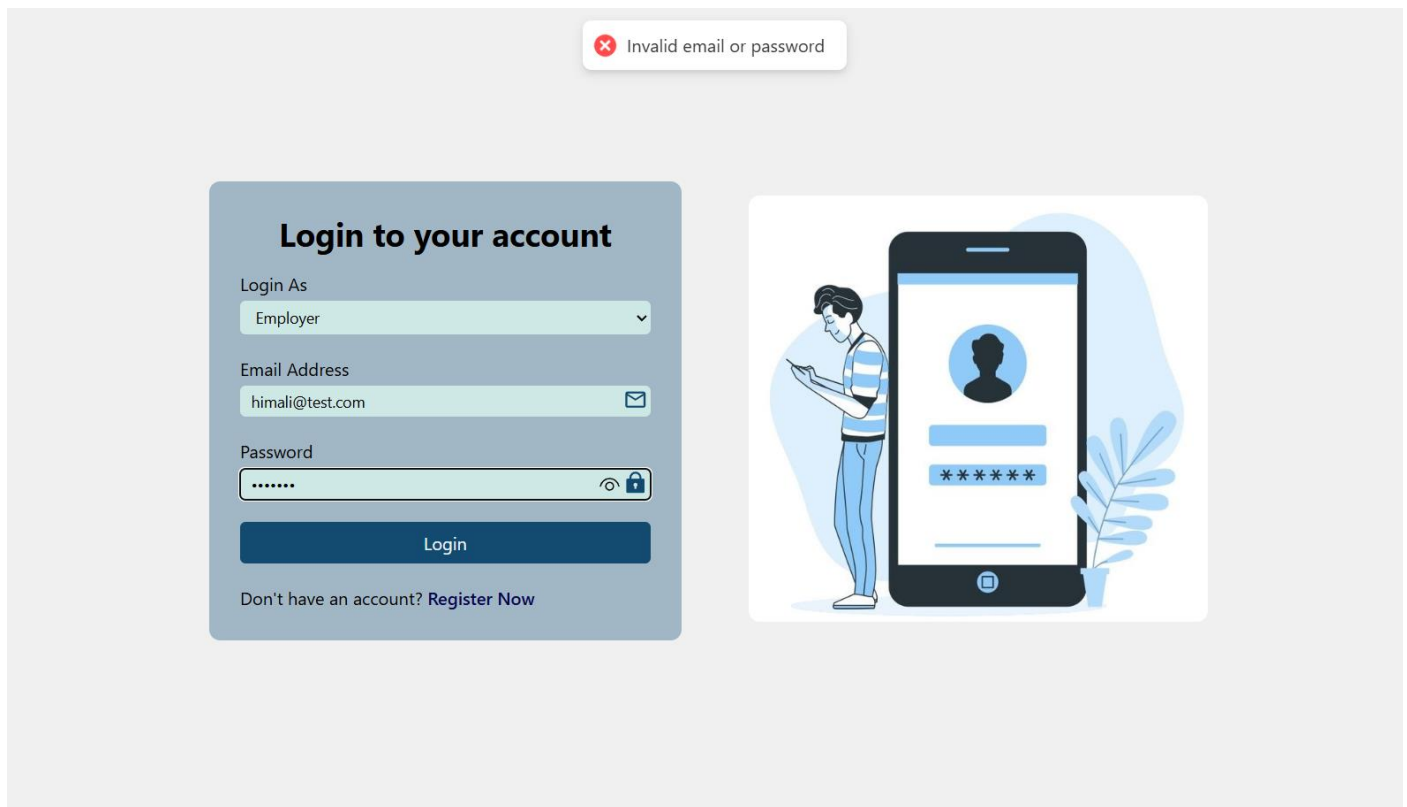 Invalid email or password
Login to your account
Login As
Employer
Email Address
himali@test.com
Password
•••••••
Login
Don't have an account? Register Now
******